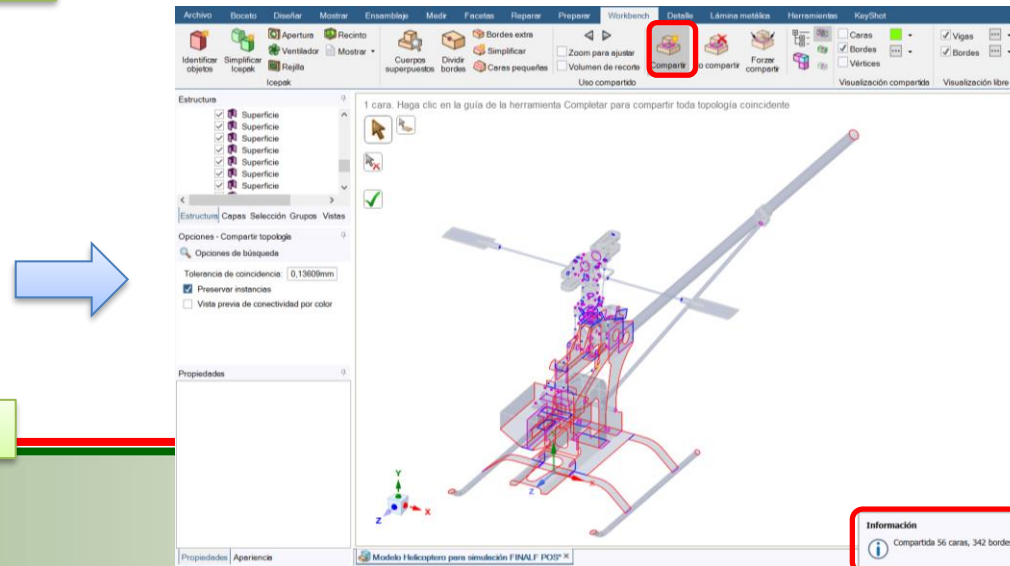 Archivo Boceto Diseñar Mostrar Ensamblaje Medir Facetas Reparar Preparar Workbench Detalle Lámina metálica Herramientas KeyShot
Identificar objetos
Simplificar Icepak
Apertura
Ventilador
Rejilla
Recinto
Mostrar
Icepak
Cuerpos superpuestos
Dividir bordes
Bordes extra
Simplificar
Caras pequeñas
Zoom para ajustar
Volumen de recorte
Compartir
o compartir
Forzar compartir
Uso compartido
Caras
Bordes
Vértices
Visualización compartida
Vigas
Bordes
Visualización libre
Estructura
Superficie
Superficie
Superficie
Superficie
Superficie
Superficie
Superficie
Estructura Capas Selección Grupos Vistas
Opciones - Compartir topología
Opciones de búsqueda
Tolerancia de coincidencia: 0,13609mm
Preservar instancias
Vista previa de conectividad por color
Propiedades
Propiedades Apariencia
1 cara. Haga clic en la guía de la herramienta Completar para compartir toda topología coincidente
Y
X
Z
X
Z
Modelo Helicoptero para simulación FINALF POS* ×
Información
Compartida 56 caras, 342 bordes